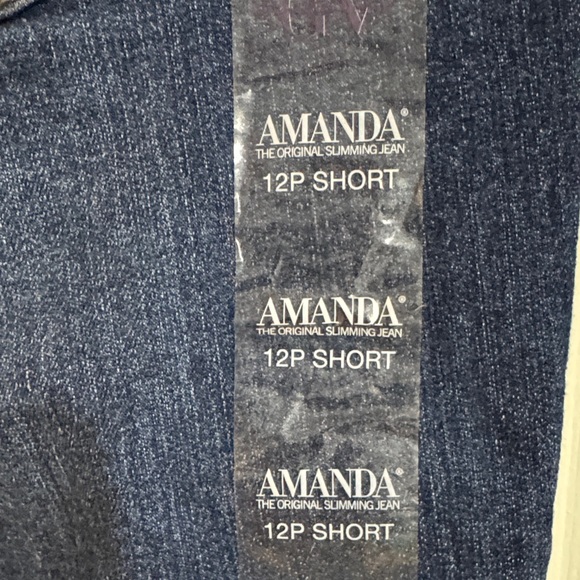 AMANDA®
THE ORIGINAL SLIMMING JEAN
12P SHORT
AMANDA®
THE ORIGINAL SLIMMING JEAN
12P SHORT
AMANDA®
THE ORIGINAL SLIMMING JEAN
12P SHORT